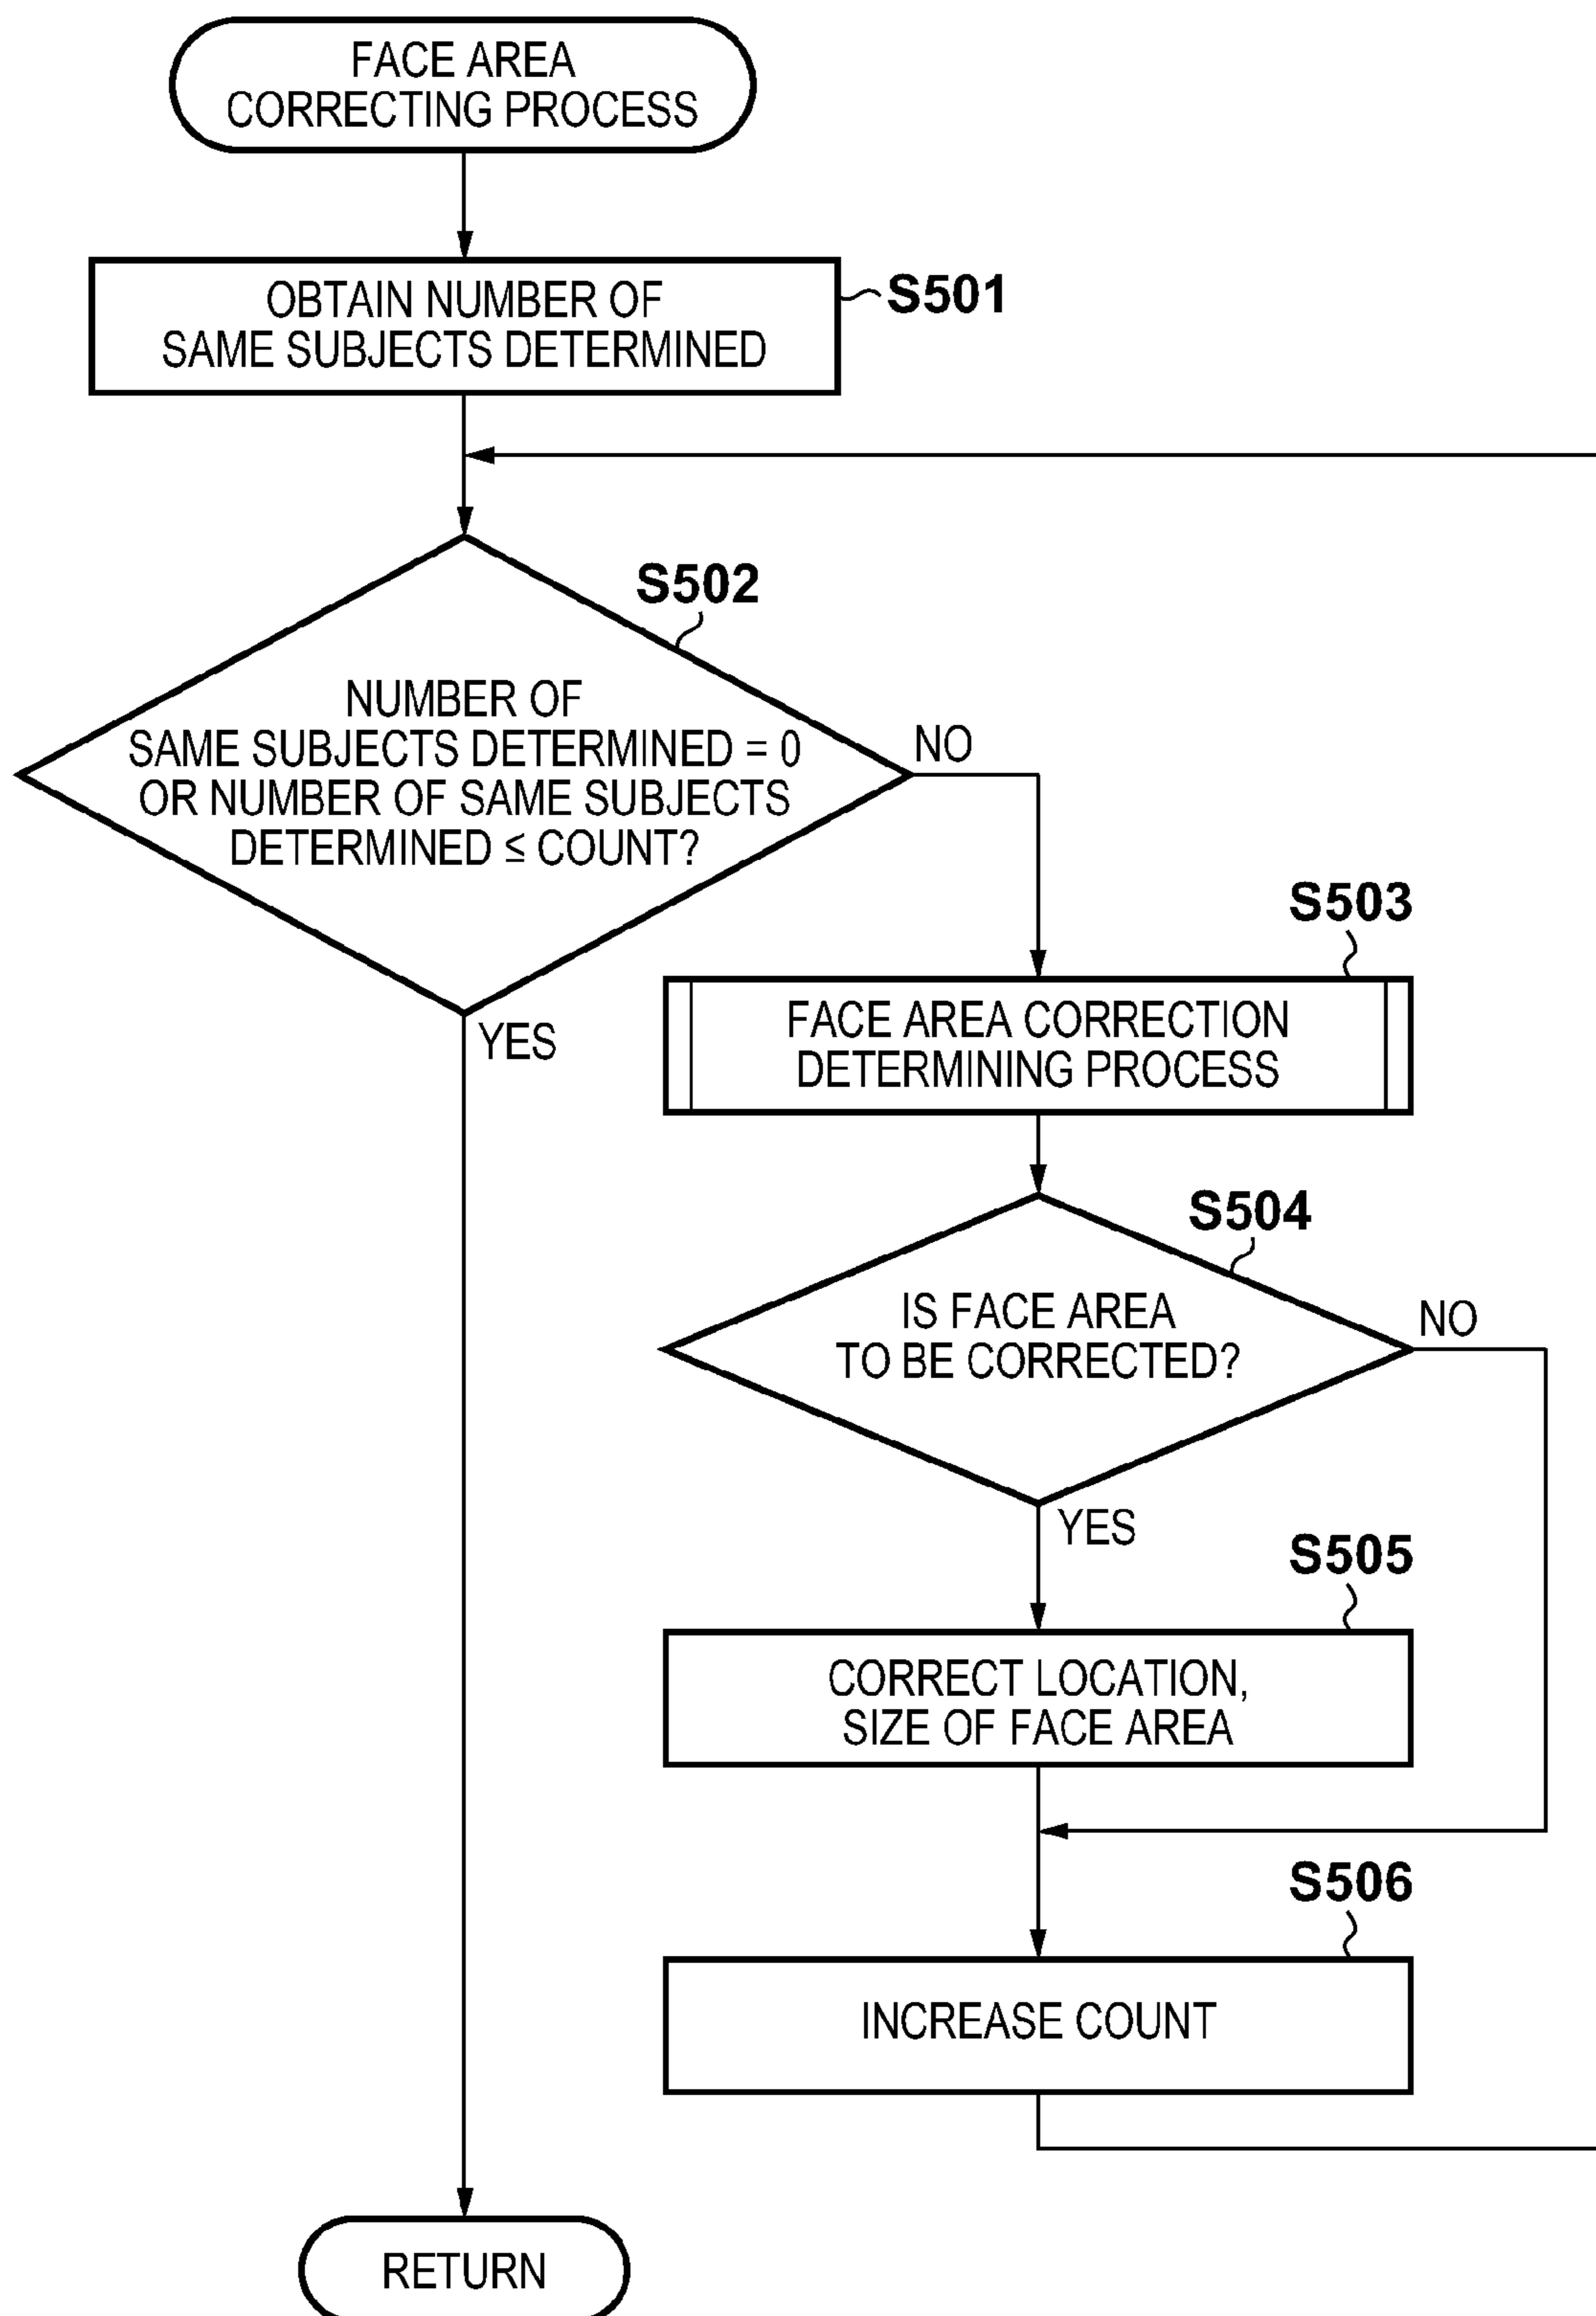 FACE AREA
CORRECTING PROCESS
OBTAIN NUMBER OF
SAME SUBJECTS DETERMINED
S501
S502
NUMBER OF
SAME SUBJECTS DETERMINED = 0
OR NUMBER OF SAME SUBJECTS
DETERMINED ≤ COUNT?
NO
YES
S503
FACE AREA CORRECTION
DETERMINING PROCESS
S504
IS FACE AREA
TO BE CORRECTED?
NO
YES
S505
CORRECT LOCATION,
SIZE OF FACE AREA
S506
INCREASE COUNT
RETURN